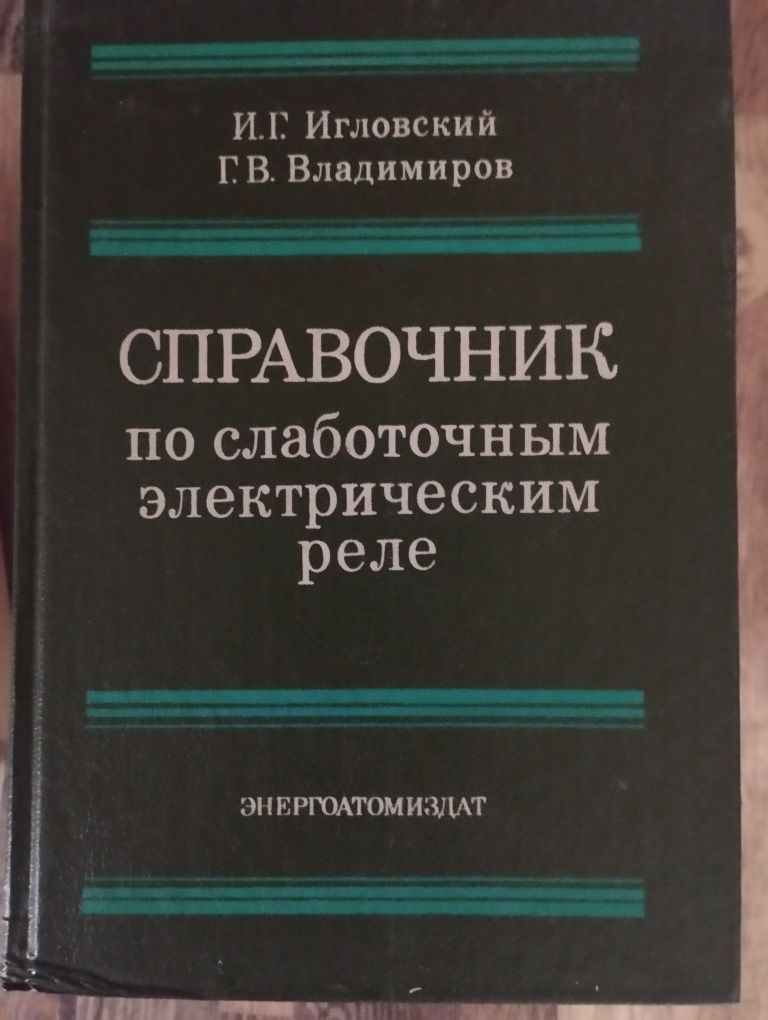 И.Г. Игловский
Г.В. Владимиров
СПРАВОЧНИК
по слаботочным
электрическим
реле
ЭНЕРГОАТОМИЗДАТ